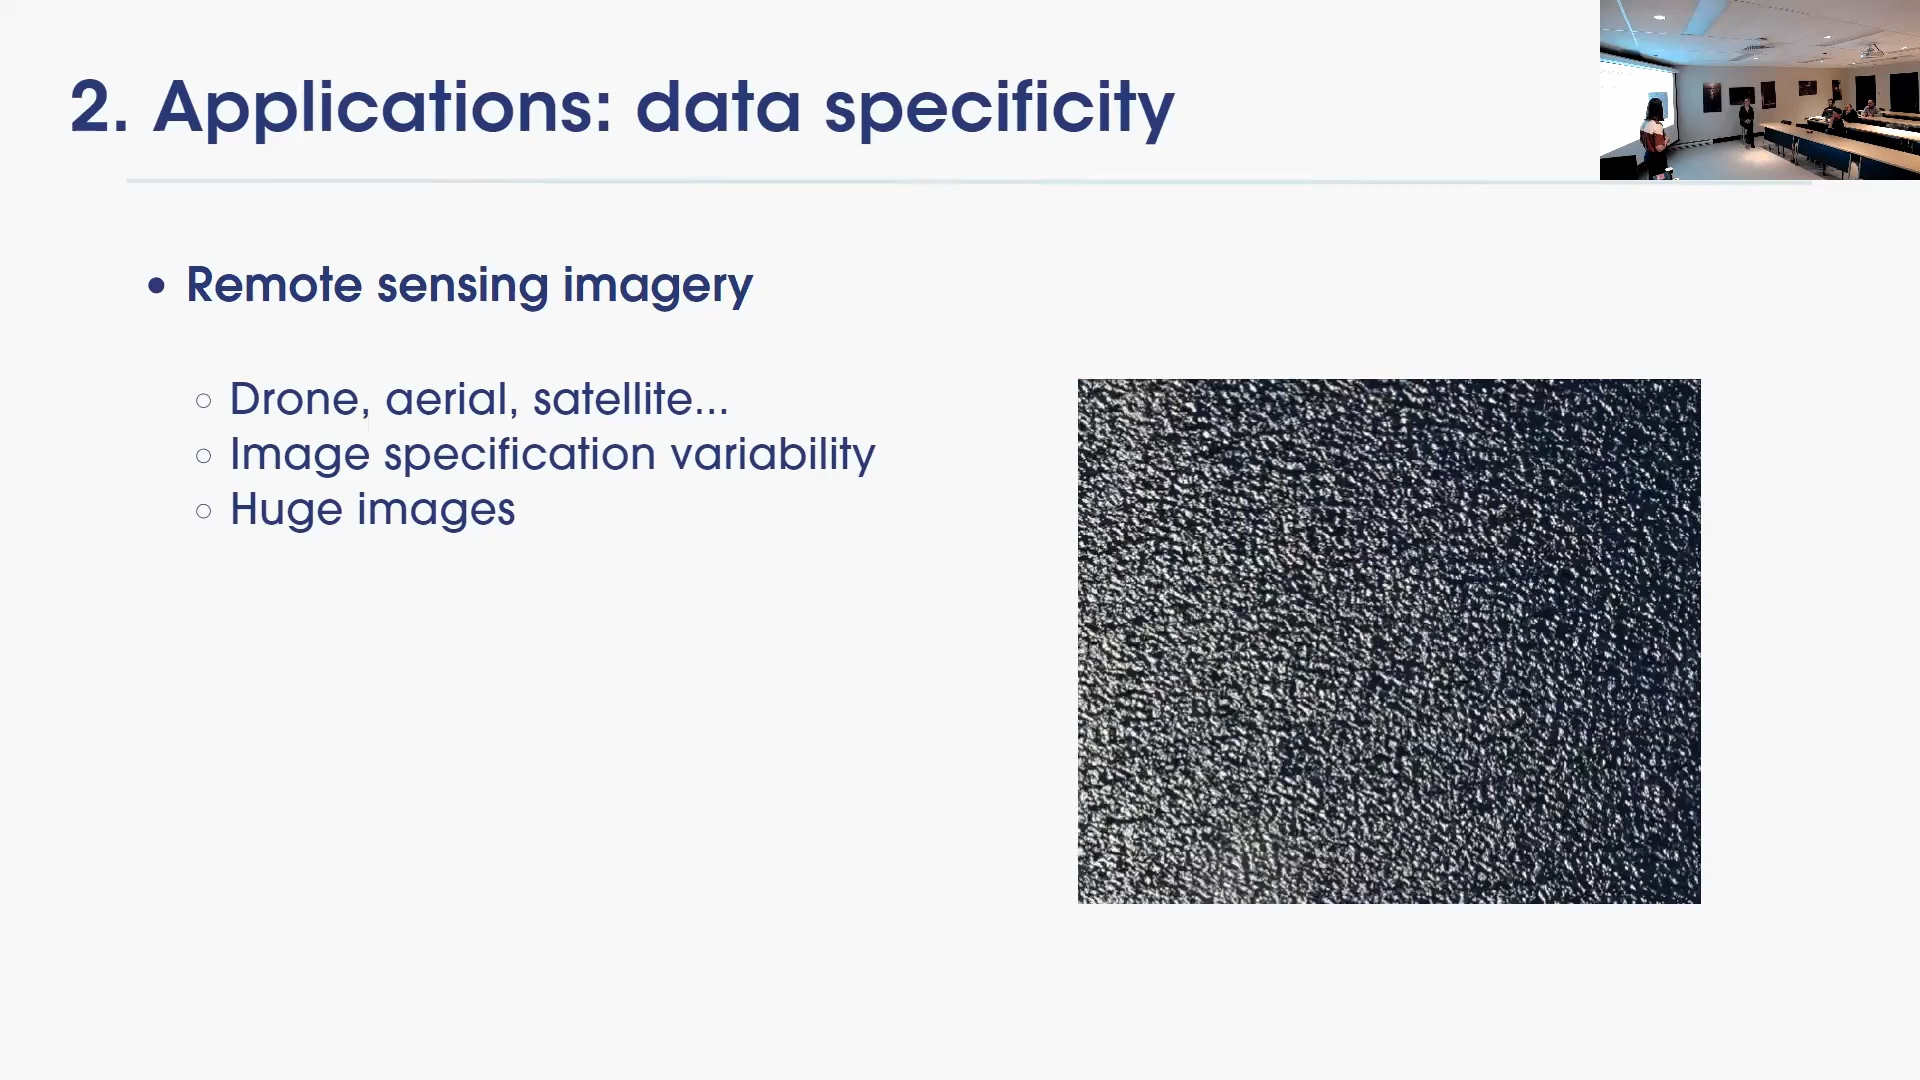 2. Applications: data specificity
• Remote sensing imagery
○ Drone, aerial, satellite...
○ Image specification variability
○ Huge images